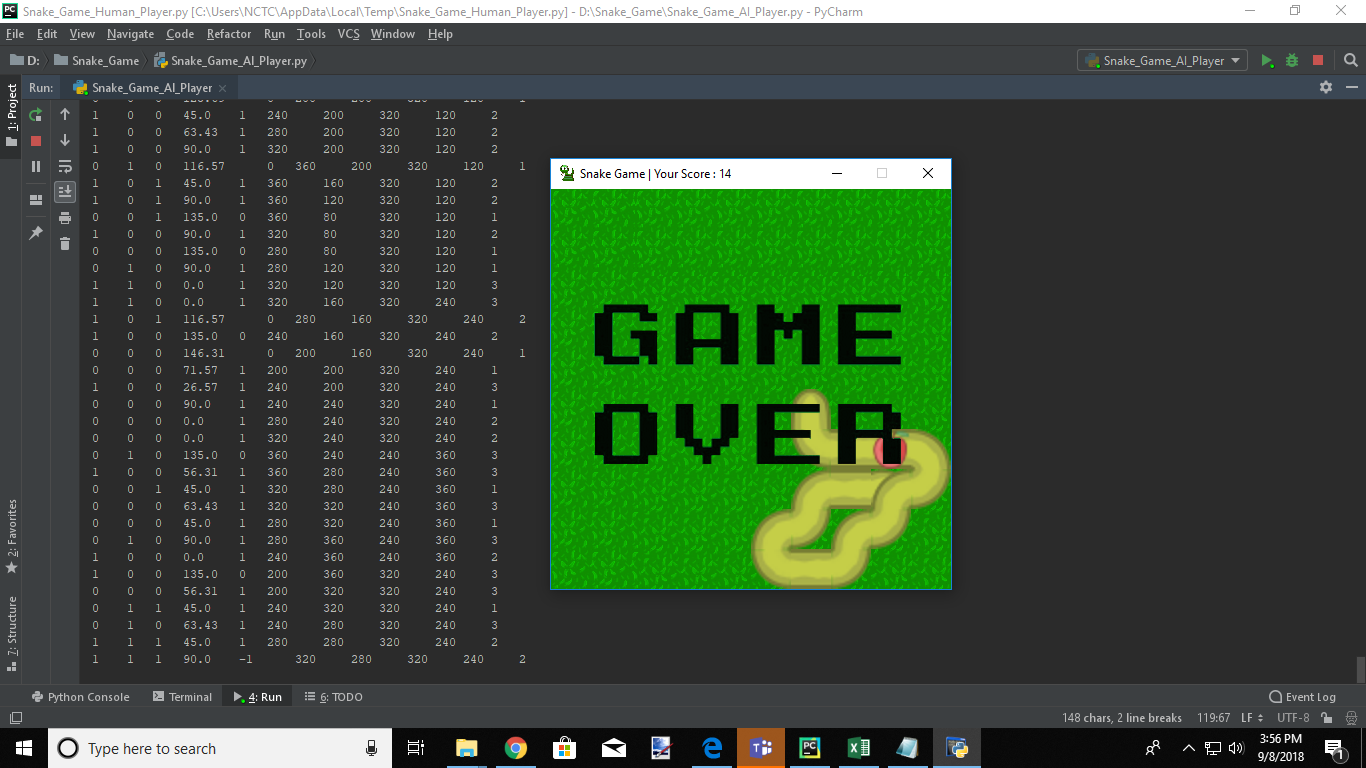 Snake_Game_Human_Player.py [C:\Users\NCTC\AppData\Local\Temp\Snake_Game_Human_Player.py] - D:\Snake_Game\Snake_Game_AI_Player.py - PyCharm
File Edit View Navigate Code Refactor Run Tools VCS Window Help
D: Snake_Game Snake_Game_AI_Player.py Snake_Game_AI_Player
Run: Snake_Game_AI_Player
1: Project
1 0 0 45.0 1 240 200 320 120 2
1 0 0 63.43 1 280 200 320 120 2
1 0 0 90.0 1 320 200 320 120 2
0 1 0 116.57 0 360 200 320 120 1
1 0 1 45.0 1 360 160 320 120 2
1 0 1 90.0 1 360 120 320 120 2
0 0 1 135.0 0 360 80 320 120 1
1 0 0 90.0 1 320 80 320 120 2
0 0 0 135.0 0 280 80 320 120 1
0 1 0 90.0 1 280 120 320 120 1
1 1 0 0.0 1 320 120 320 120 3
1 1 0 0.0 1 320 160 320 240 3
1 0 1 116.57 0 280 160 320 240 2
1 0 0 135.0 0 240 160 320 240 2
0 0 0 146.31 0 200 160 320 240 1
0 0 0 71.57 1 200 200 320 240 1
1 0 0 26.57 1 240 200 320 240 3
0 0 0 90.0 1 240 240 320 240 1
0 0 0 0.0 1 280 240 320 240 2
0 0 0 0.0 1 320 240 320 240 2
0 1 0 135.0 0 360 240 240 360 3
1 0 0 56.31 1 360 280 240 360 3
0 0 1 45.0 1 320 280 240 360 1
0 0 0 63.43 1 320 320 240 360 3
0 0 0 45.0 1 280 320 240 360 1
0 1 0 90.0 1 280 360 240 360 3
1 0 0 0.0 1 240 360 240 360 2
1 1 0 135.0 0 200 360 320 240 3
0 0 0 56.31 1 200 320 320 240 3
0 1 1 45.0 1 240 320 320 240 1
0 1 0 63.43 1 240 280 320 240 3
1 1 1 45.0 1 280 280 320 240 2
1 1 1 90.0 -1 320 280 320 240 2
Snake Game | Your Score : 14
GAME
OVER
2: Favorites
7: Structure
Python Console Terminal 4: Run 6: TODO Event Log
148 chars, 2 line breaks 119:67 LF UTF-8
Type here to search
3:56 PM
9/8/2018
1